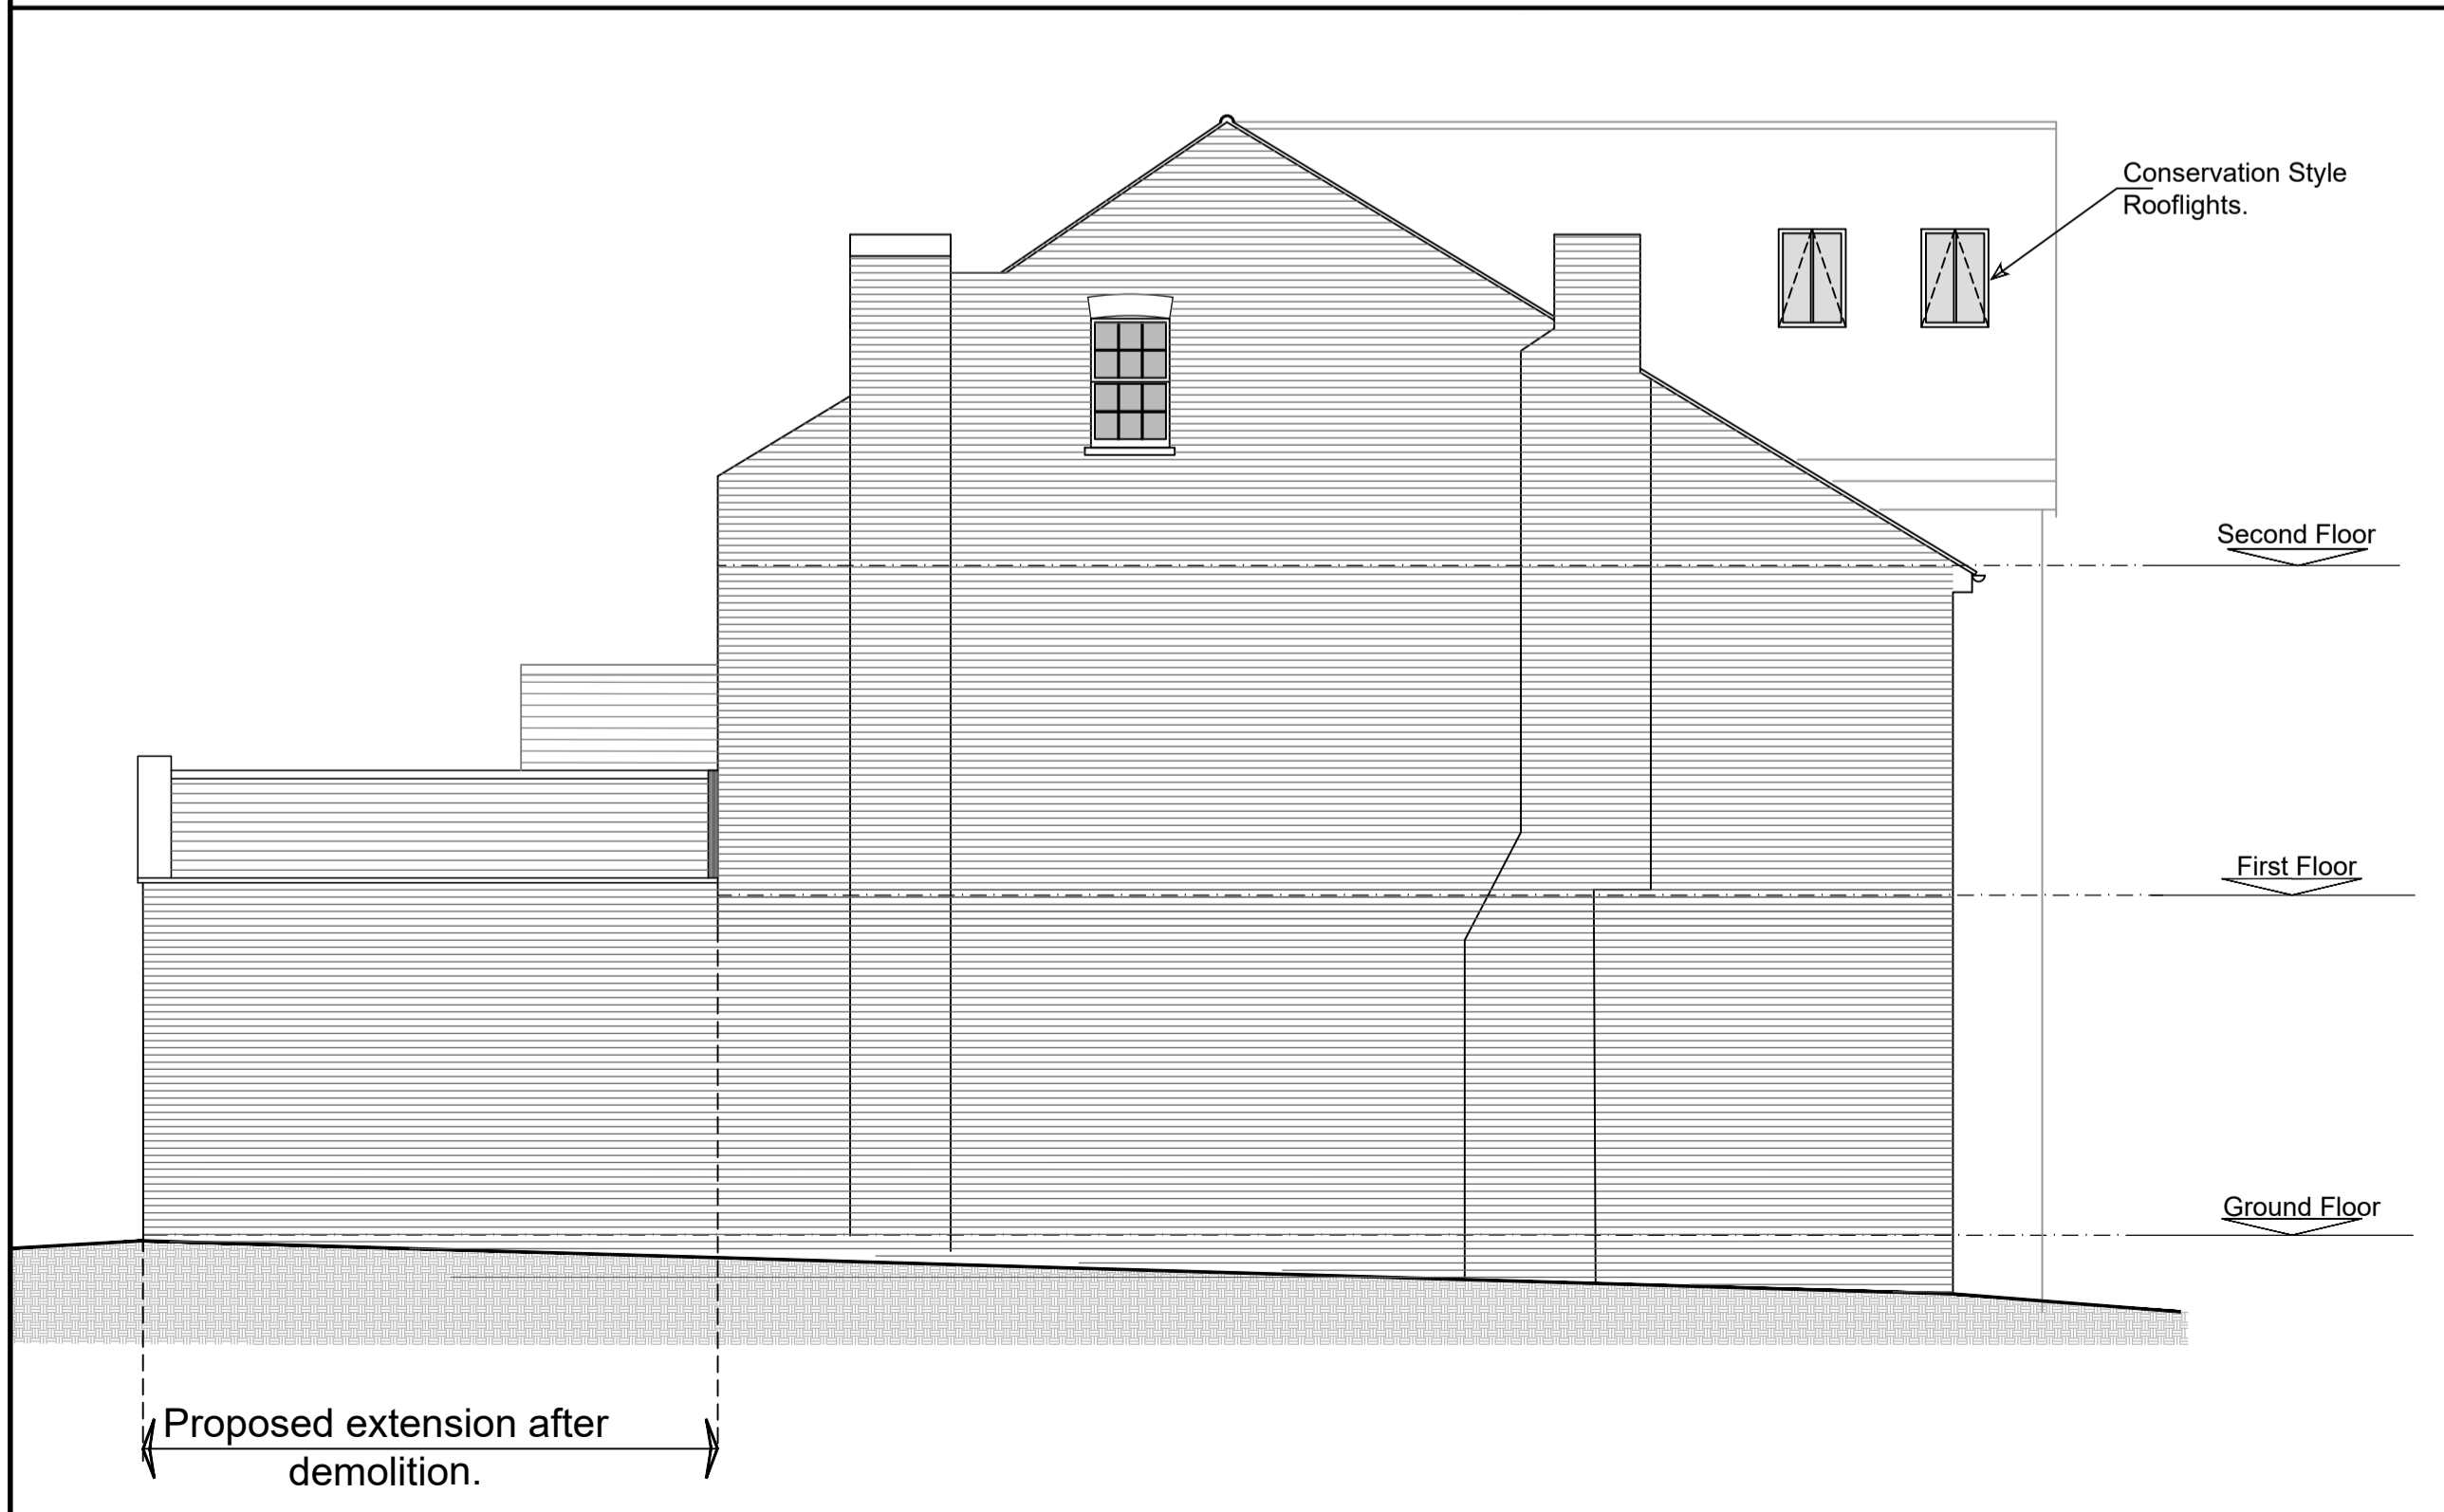 Conservation Style
Rooflights.
Second Floor
First Floor
Ground Floor
Proposed extension after
demolition.